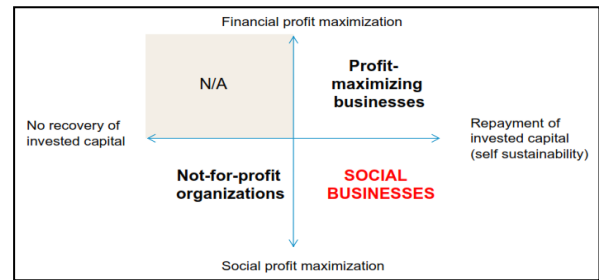 Financial profit maximization
N/A
Profit-
maximizing
businesses
No recovery of
invested capital
Repayment of
invested capital
(self sustainability)
Not-for-profit
organizations
SOCIAL
BUSINESSES
Social profit maximization